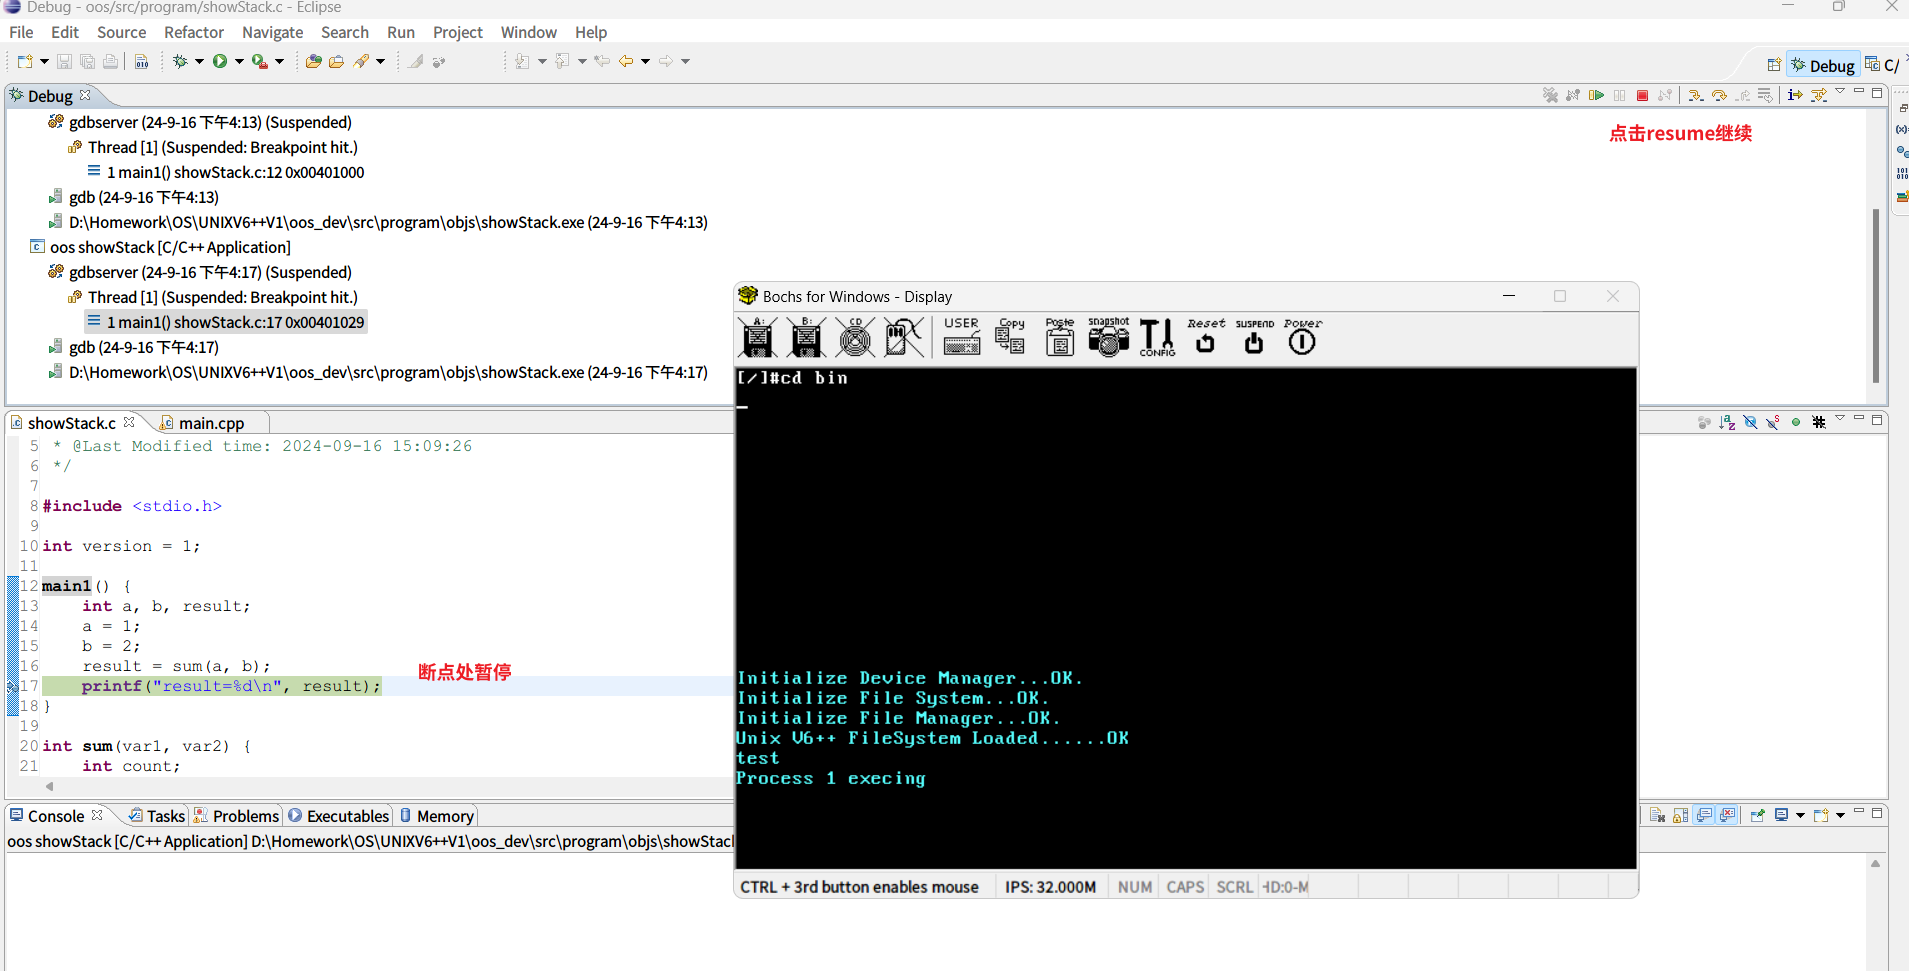 Debug - oos/src/program/showStack.c - Eclipse
File Edit Source Refactor Navigate Search Run Project Window Help
Debug C/
Debug
点击resume继续
gdbserver (24-9-16 下午4:13) (Suspended)
Thread [1] (Suspended: Breakpoint hit.)
1 main1() showStack.c:12 0x00401000
gdb (24-9-16 下午4:13)
D:\Homework\OS\UNIXV6++V1\oos_dev\src\program\objs\showStack.exe (24-9-16 下午4:13)
oos showStack [C/C++ Application]
gdbserver (24-9-16 下午4:17) (Suspended)
Thread [1] (Suspended: Breakpoint hit.)
1 main1() showStack.c:17 0x00401029
gdb (24-9-16 下午4:17)
D:\Homework\OS\UNIXV6++V1\oos_dev\src\program\objs\showStack.exe (24-9-16 下午4:17)
showStack.c main.cpp
5 * @Last Modified time: 2024-09-16 15:09:26
6 */
7
8 #include <stdio.h>
9
10 int version = 1;
11
12 main1() {
13 int a, b, result;
14 a = 1;
15 b = 2;
16 result = sum(a, b);
17 printf("result=%d\n", result);
断点处暂停
18 }
19
20 int sum(var1, var2) {
21 int count;
Bochs for Windows - Display
A: B: CD USER Copy Paste snapshot CONFIG Reset SUSPEND Power
[/]#cd bin
Initialize Device Manager...OK.
Initialize File System...OK.
Initialize File Manager...OK.
Unix V6++ FileSystem Loaded......OK
test
Process 1 execing
CTRL + 3rd button enables mouse IPS: 32.000M NUM CAPS SCRL HD:0-M
Console Tasks Problems Executables Memory
oos showStack [C/C++ Application] D:\Homework\OS\UNIXV6++V1\oos_dev\src\program\objs\showStac